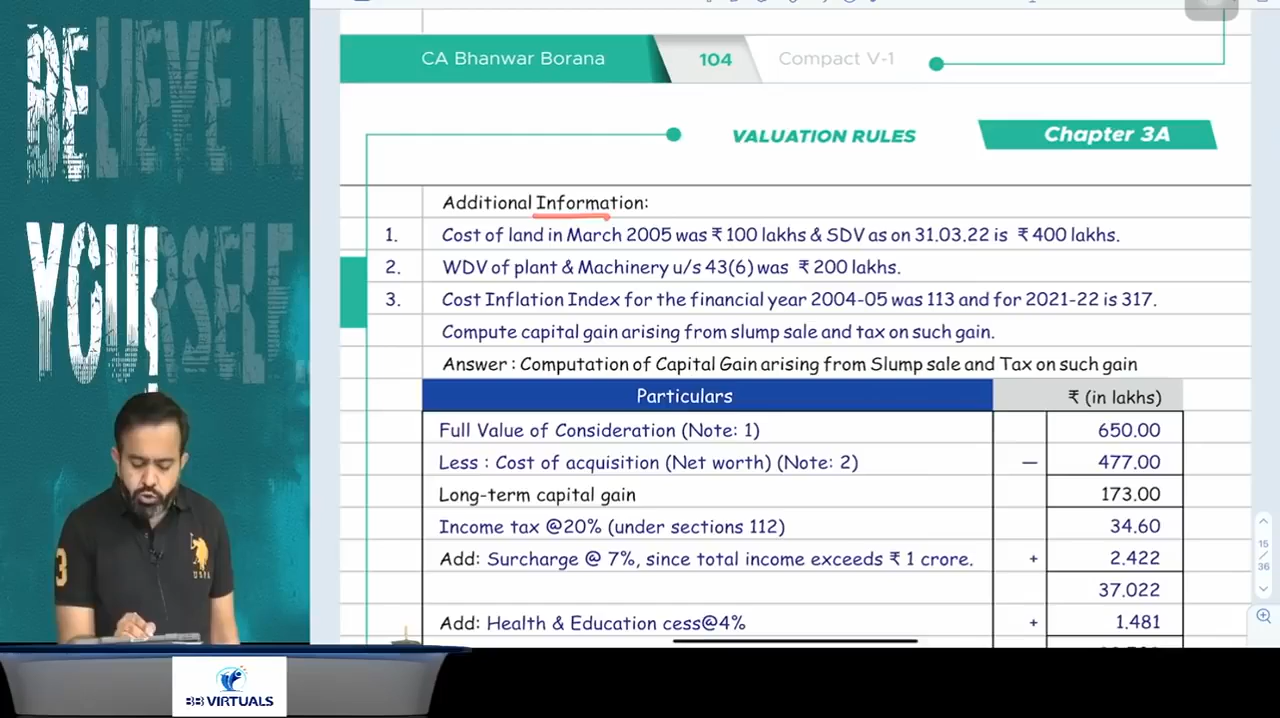 BELIEVE IN
YOURSELF.
3
USPA
BB VIRTUALS
CA Bhanwar Borana
104
Compact V-1
VALUATION RULES
Chapter 3A
Additional Information:
1. Cost of land in March 2005 was ₹ 100 lakhs & SDV as on 31.03.22 is ₹ 400 lakhs.
2. WDV of plant & Machinery u/s 43(6) was ₹ 200 lakhs.
3. Cost Inflation Index for the financial year 2004-05 was 113 and for 2021-22 is 317.
Compute capital gain arising from slump sale and tax on such gain.
Answer : Computation of Capital Gain arising from Slump sale and Tax on such gain
Particulars ₹ (in lakhs)
Full Value of Consideration (Note: 1) 650.00
Less : Cost of acquisition (Net worth) (Note: 2) — 477.00
Long-term capital gain 173.00
Income tax @20% (under sections 112) 34.60
Add: Surcharge @ 7%, since total income exceeds ₹ 1 crore. + 2.422
37.022
Add: Health & Education cess@4% + 1.481
15
/
36